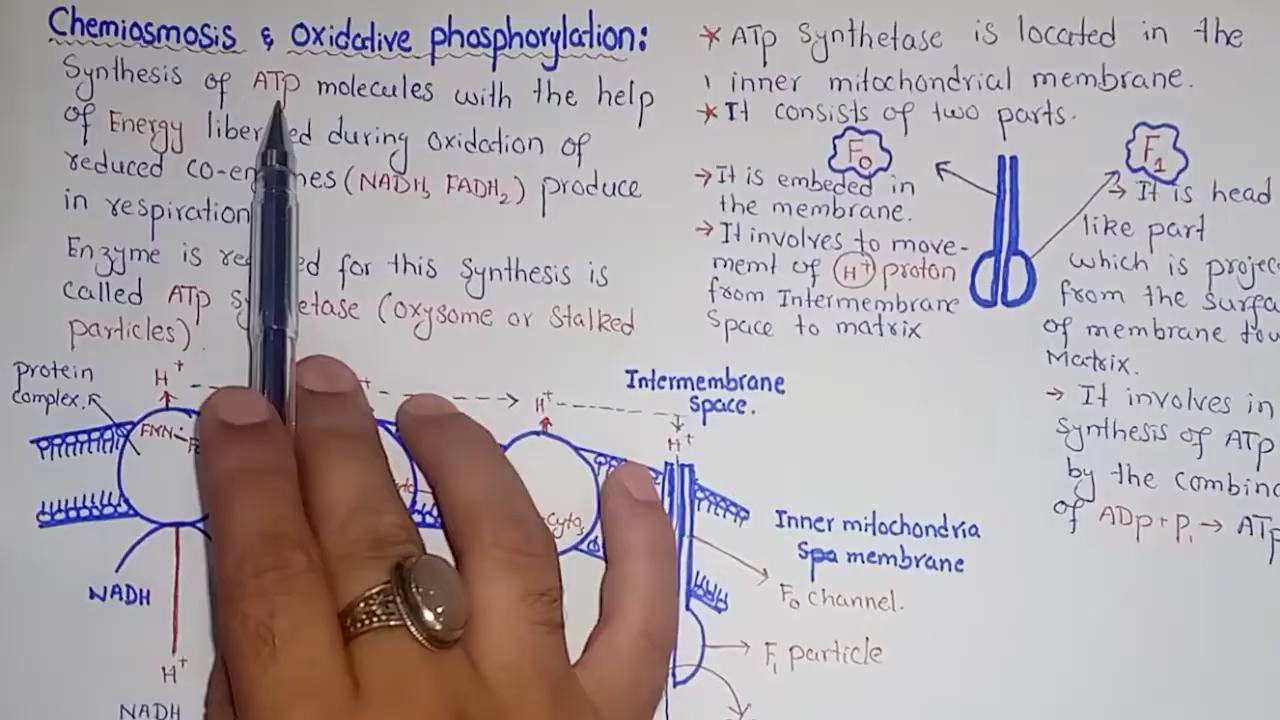 Chemiosmosis & Oxidative phosphorylation:
Synthesis of ATP molecules with the help
of Energy liber ed during oxidation of
reduced co-en mes (NADH, FADH2) produce
in respiration
Enzyme is re ed for this synthesis is
called ATP S etase (oxysome or stalked
particles).
* ATP Synthetase is located in the
inner mitochondrial membrane.
* It consists of two parts.
F0
→ It is embeded in
the membrane.
→ It involves to move-
memt of (H+) proton
from Intermembrane
Space to matrix
F1
→ It is head
like part
which is projec
from the surfa
of membrane tow
Matrix.
→ It involves in
Synthesis of ATP
by the combin
of ADP + Pi → ATP
protein
complex.
H+
H+
Intermembrane
Space.
H+
FMN
Cyta3
NADH
H+
NADH
Inner mitochondria
Spa membrane
F0 channel.
F1 particle